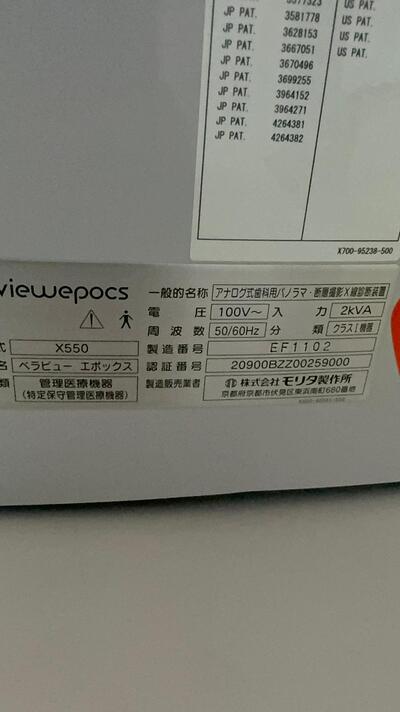 JP PAT. 3581778
JP PAT. 3628153
JP PAT. 3667051
JP PAT. 3670496
JP PAT. 3699255
JP PAT. 3964152
JP PAT. 3964271
JP PAT. 4264381
JP PAT. 4264382
US PAT.
US PAT.
US PAT.
US PAT.
X700-95238-500
viewepocs
一般的名称 アナログ式歯科用パノラマ・断層撮影X線診断装置
電圧 100V～ 入力 2kVA
周波数 50/60Hz 分類 クラスI機器
式 X550 製造番号 EF1102
名 ベラビュー エポックス 認証番号 20900BZZ00259000
類 管理医療機器 製造販売業者 株式会社 モリタ製作所
(特定保守管理医療機器) 京都府京都市伏見区東浜南町680番地